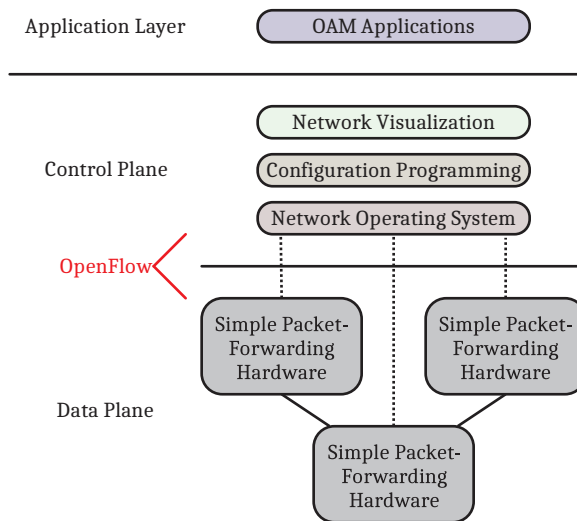 Application Layer
OAM Applications
Network Visualization
Control Plane
Configuration Programming
Network Operating System
OpenFlow
Simple Packet-
Forwarding
Hardware
Simple Packet-
Forwarding
Hardware
Data Plane
Simple Packet-
Forwarding
Hardware